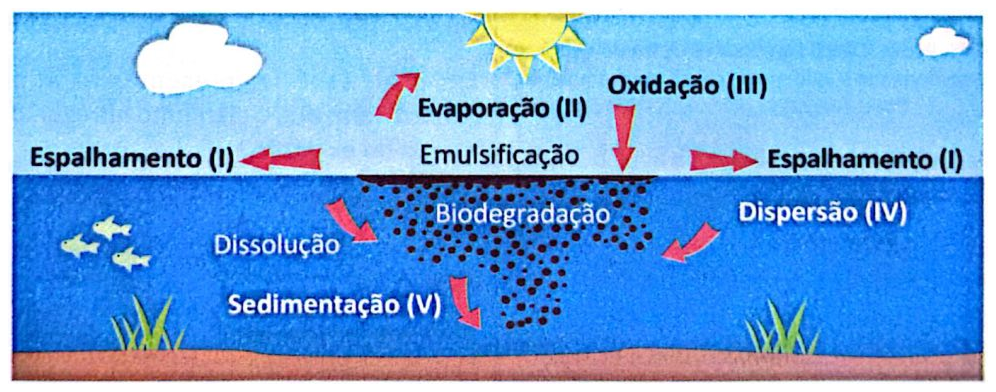 Oxidação (III)
Evaporação (II)
Espalhamento (I)
Emulsificação
Espalhamento (I)
Biodegradação
Dispersão (IV)
Dissolução
Sedimentação (V)